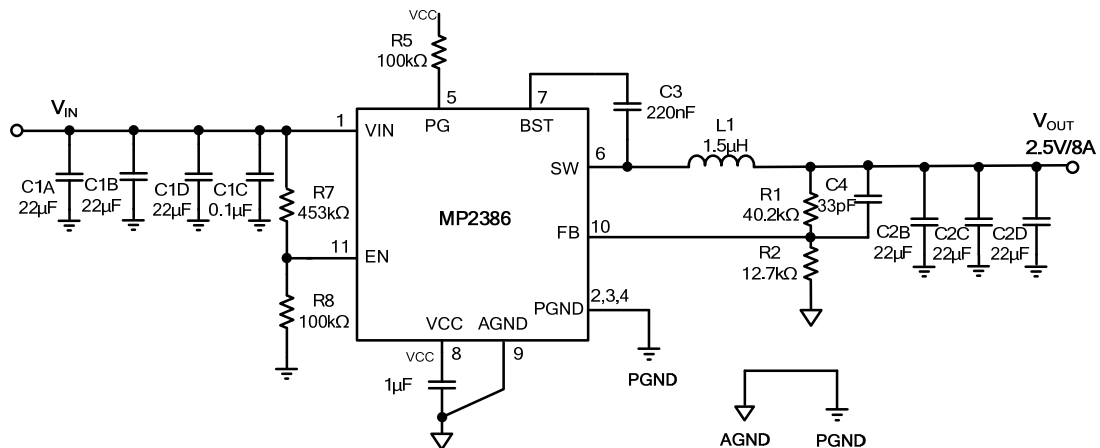 VCC
R5
100kΩ
5
7
C3
220nF
VIN
1
VIN
PG
BST
L1
1.5µH
VOUT
2.5V/8A
SW
6
C1A
22µF
C1B
22µF
C1D
22µF
C1C
0.1µF
R7
453kΩ
MP2386
R1
40.2kΩ
C4
33pF
FB
10
11
EN
R2
12.7kΩ
C2B
22µF
C2C
22µF
C2D
22µF
R8
100kΩ
PGND
2,3,4
VCC
AGND
VCC
8
9
1µF
PGND
AGND
PGND